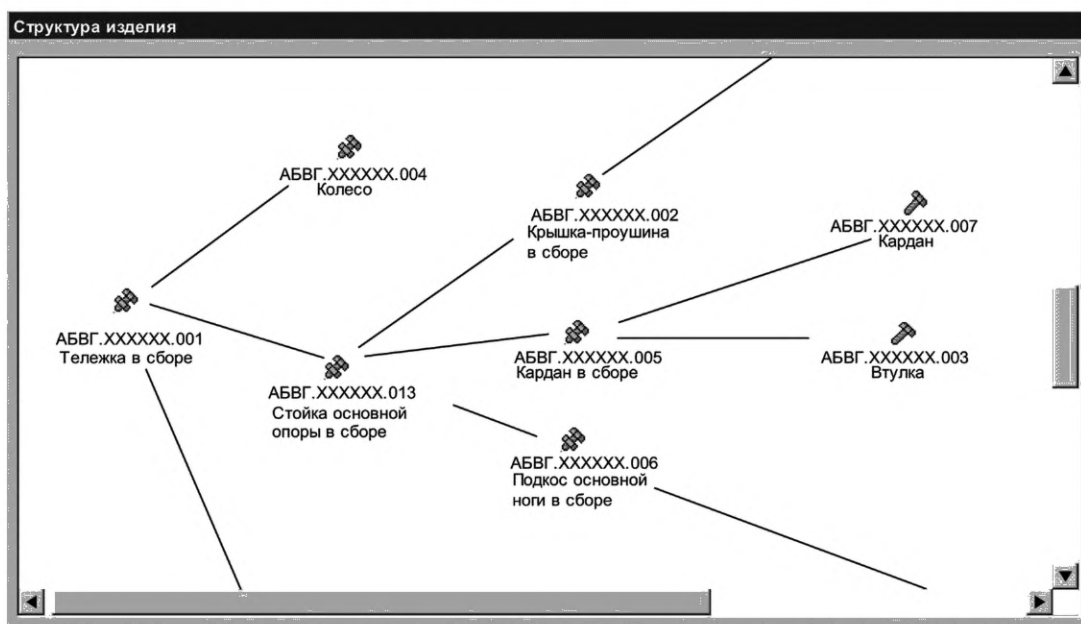 Структура изделия
АБВГ.XXXXXX.004
Колесо
АБВГ.XXXXXX.002
Крышка-проушина
в сборе
АБВГ.XXXXXX.007
Кардан
АБВГ.XXXXXX.001
Тележка в сборе
АБВГ.XXXXXX.013
Стойка основной
опоры в сборе
АБВГ.XXXXXX.005
Кардан в сборе
АБВГ.XXXXXX.003
Втулка
АБВГ.XXXXXX.006
Подкос основной
ноги в сборе